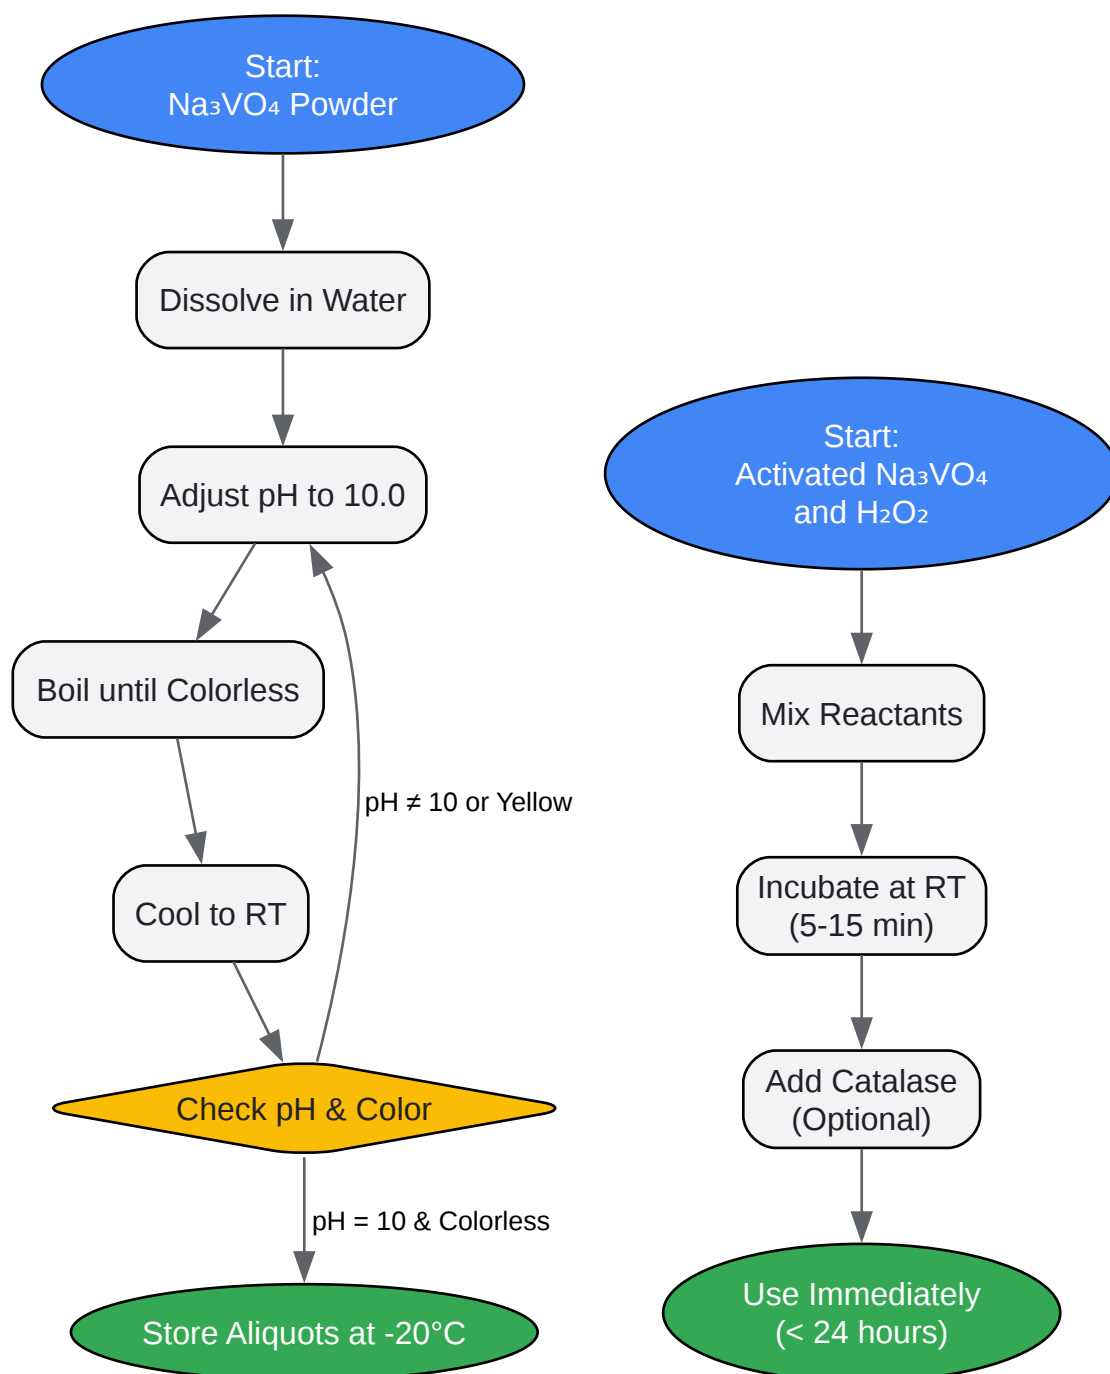 Start:
Na₃VO₄ Powder
Dissolve in Water
Adjust pH to 10.0
Boil until Colorless
pH ≠ 10 or Yellow
Cool to RT
Check pH & Color
pH = 10 & Colorless
Store Aliquots at -20°C
Start:
Activated Na₃VO₄
and H₂O₂
Mix Reactants
Incubate at RT
(5-15 min)
Add Catalase
(Optional)
Use Immediately
(< 24 hours)